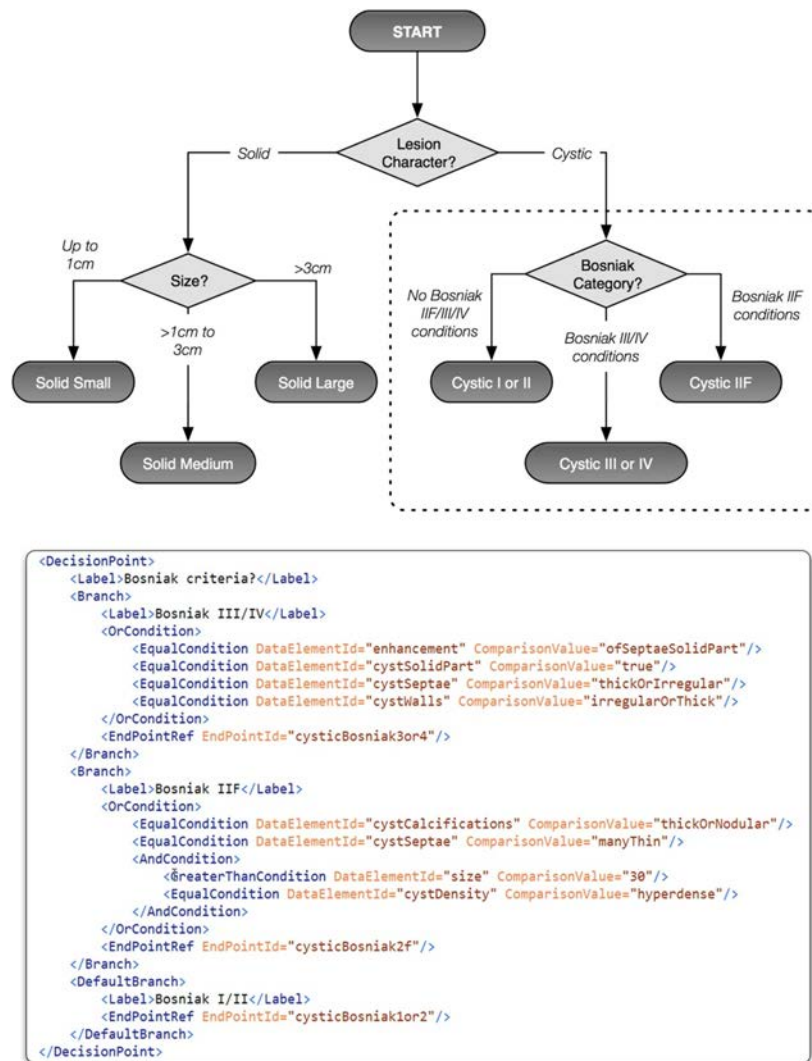 START
Lesion
Character?
Solid
Cystic
Up to
1cm
Size?
>3cm
>1cm to
3cm
Solid Small
Solid Large
Solid Medium
Bosniak
Category?
No Bosniak
IIF/III/IV
conditions
Bosniak III/IV
conditions
Bosniak IIF
conditions
Cystic I or II
Cystic IIF
Cystic III or IV
<DecisionPoint>
<Label>Bosniak criteria?</Label>
<Branch>
<Label>Bosniak III/IV</Label>
<OrCondition>
<EqualCondition DataElementId="enhancement" ComparisonValue="ofSeptaeSolidPart"/>
<EqualCondition DataElementId="cystSolidPart" ComparisonValue="true"/>
<EqualCondition DataElementId="cystSeptae" ComparisonValue="thickOrIrregular"/>
<EqualCondition DataElementId="cystWalls" ComparisonValue="irregularOrThick"/>
</OrCondition>
<EndPointRef EndPointId="cysticBosniak3or4"/>
</Branch>
<Branch>
<Label>Bosniak IIF</Label>
<OrCondition>
<EqualCondition DataElementId="cystCalcifications" ComparisonValue="thickOrNodular"/>
<EqualCondition DataElementId="cystSeptae" ComparisonValue="manyThin"/>
<AndCondition>
<GreaterThanCondition DataElementId="size" ComparisonValue="30"/>
<EqualCondition DataElementId="cystDensity" ComparisonValue="hyperdense"/>
</AndCondition>
</OrCondition>
<EndPointRef EndPointId="cysticBosniak2f"/>
</Branch>
<DefaultBranch>
<Label>Bosniak I/II</Label>
<EndPointRef EndPointId="cysticBosniak1or2"/>
</DefaultBranch>
</DecisionPoint>